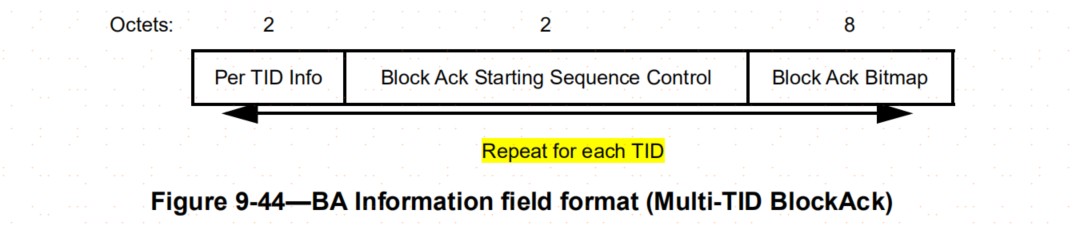 Octets: 2 2 8
Per TID Info Block Ack Starting Sequence Control Block Ack Bitmap
Repeat for each TID
Figure 9-44—BA Information field format (Multi-TID BlockAck)